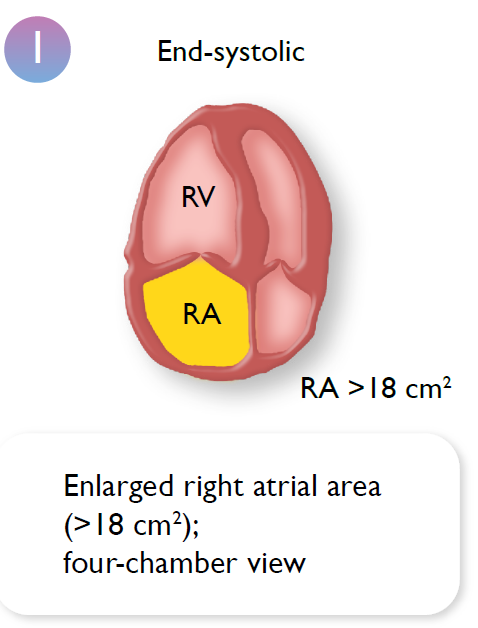 I
End-systolic
RV
RA
RA >18 cm²
Enlarged right atrial area
(>18 cm²);
four-chamber view